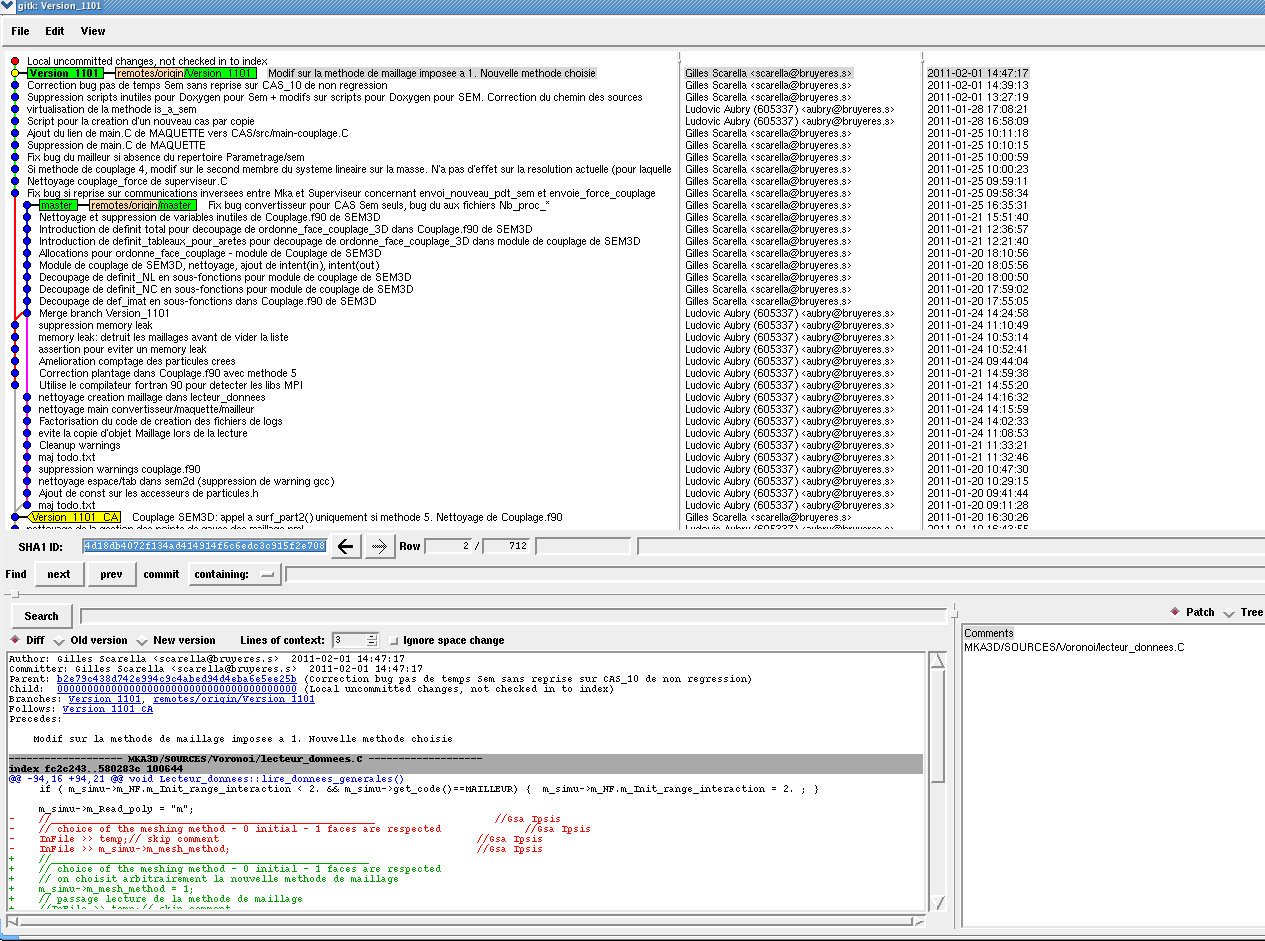 gitk: Version_1101
File Edit View
Local uncommitted changes, not checked in to index
Version_1101 remotes/origin/Version_1101 Modif sur la methode de maillage imposee a 1. Nouvelle methode choisie Gilles Scarella <scarella@bruyeres.s> 2011-02-01 14:47:17
Correction bug pas de temps Sem sans reprise sur CAS_10 de non regression Gilles Scarella <scarella@bruyeres.s> 2011-02-01 14:39:13
Suppression scripts inutiles pour Doxygen pour Sem + modifs sur scripts pour Doxygen pour SEM. Correction du chemin des sources Gilles Scarella <scarella@bruyeres.s> 2011-02-01 13:27:19
virtualisation de la methode is_a_sem Ludovic Aubry (605337) <aubry@bruyeres.s> 2011-01-28 17:08:21
Script pour la creation d'un nouveau cas par copie Ludovic Aubry (605337) <aubry@bruyeres.s> 2011-01-28 16:58:09
Ajout du lien de main.C de MAQUETTE vers CAS/src/main-couplage.C Gilles Scarella <scarella@bruyeres.s> 2011-01-25 10:11:18
Suppression de main.C de MAQUETTE Gilles Scarella <scarella@bruyeres.s> 2011-01-25 10:10:15
Fix bug du mailleur si absence du repertoire Parametrage/sem Gilles Scarella <scarella@bruyeres.s> 2011-01-25 10:00:59
Si methode de couplage 4, modif sur le second membre du systeme lineaire sur la masse. N'a pas d'effet sur la resolution actuelle (pour laquelle Gilles Scarella <scarella@bruyeres.s> 2011-01-25 10:00:23
Nettoyage couplage_force de superviseur.C Gilles Scarella <scarella@bruyeres.s> 2011-01-25 09:59:11
Fix bug si reprise sur communications inversees entre Mka et Superviseur concernant envoi_nouveau_pdt_sem et envoie_force_couplage Gilles Scarella <scarella@bruyeres.s> 2011-01-25 09:58:34
master remotes/origin/master Fix bug convertisseur pour CAS Sem seuls, bug du aux fichiers Nb_proc_* Gilles Scarella <scarella@bruyeres.s> 2011-01-25 16:35:31
Nettoyage et suppression de variables inutiles de Couplage.f90 de SEM3D Gilles Scarella <scarella@bruyeres.s> 2011-01-21 15:51:40
Introduction de definit total pour decoupage de ordonne_face_couplage_3D dans Couplage.f90 de SEM3D Gilles Scarella <scarella@bruyeres.s> 2011-01-21 12:36:57
Introduction de definit_tableaux_pour_aretes pour decoupage de ordonne_face_couplage_3D dans module de couplage de SEM3D Gilles Scarella <scarella@bruyeres.s> 2011-01-21 12:21:40
Allocations pour ordonne_face_couplage - module de Couplage de SEM3D Gilles Scarella <scarella@bruyeres.s> 2011-01-20 18:10:56
Module de couplage de SEM3D, nettoyage, ajout de intent(in), intent(out) Gilles Scarella <scarella@bruyeres.s> 2011-01-20 18:05:56
Decoupage de definit_NL en sous-fonctions pour module de couplage de SEM3D Gilles Scarella <scarella@bruyeres.s> 2011-01-20 18:00:50
Decoupage de definit_NC en sous-fonctions pour module de couplage de SEM3D Gilles Scarella <scarella@bruyeres.s> 2011-01-20 17:59:02
Decoupage de def_imat en sous-fonctions dans Couplage.f90 de SEM3D Gilles Scarella <scarella@bruyeres.s> 2011-01-20 17:55:05
Merge branch Version_1101 Ludovic Aubry (605337) <aubry@bruyeres.s> 2011-01-24 14:24:58
suppression memory leak Ludovic Aubry (605337) <aubry@bruyeres.s> 2011-01-24 11:10:49
memory leak: detruit les maillages avant de vider la liste Ludovic Aubry (605337) <aubry@bruyeres.s> 2011-01-24 10:53:14
assertion pour eviter un memory leak Ludovic Aubry (605337) <aubry@bruyeres.s> 2011-01-24 10:52:41
Amelioration comptage des particules crees Ludovic Aubry (605337) <aubry@bruyeres.s> 2011-01-24 09:44:04
Correction plantage dans Couplage.f90 avec methode 5 Ludovic Aubry (605337) <aubry@bruyeres.s> 2011-01-21 14:59:38
Utilise le compilateur fortran 90 pour detecter les libs MPI Ludovic Aubry (605337) <aubry@bruyeres.s> 2011-01-21 14:55:20
nettoyage creation maillage dans lecteur_donnees Ludovic Aubry (605337) <aubry@bruyeres.s> 2011-01-24 14:16:32
nettoyage main convertisseur/maquette/mailleur Ludovic Aubry (605337) <aubry@bruyeres.s> 2011-01-24 14:15:59
Factorisation du code de creation des fichiers de logs Ludovic Aubry (605337) <aubry@bruyeres.s> 2011-01-24 14:02:33
evite la copie d'objet Maillage lors de la lecture Ludovic Aubry (605337) <aubry@bruyeres.s> 2011-01-24 11:08:53
Cleanup warnings Ludovic Aubry (605337) <aubry@bruyeres.s> 2011-01-21 11:33:21
maj todo.txt Ludovic Aubry (605337) <aubry@bruyeres.s> 2011-01-21 11:32:46
suppression warnings couplage.f90 Ludovic Aubry (605337) <aubry@bruyeres.s> 2011-01-20 10:47:30
nettoyage espace/tab dans sem2d (suppression de warning gcc) Ludovic Aubry (605337) <aubry@bruyeres.s> 2011-01-20 10:29:15
Ajout de const sur les accesseurs de particules.h Ludovic Aubry (605337) <aubry@bruyeres.s> 2011-01-20 09:41:44
maj todo.txt Ludovic Aubry (605337) <aubry@bruyeres.s> 2011-01-20 09:11:28
Version_1101_CA Couplage SEM3D: appel a surf_part2() uniquement si methode 5. Nettoyage de Couplage.f90 Gilles Scarella <scarella@bruyeres.s> 2011-01-20 16:30:26
SHA1 ID: 4d18db4072f134ad414914f6c6edc3c915f2e708 Row 2 / 712
Find next prev commit containing:
Search Patch Tree
Diff Old version New version Lines of context: 3 Ignore space change
Comments
MKA3D/SOURCES/Voronoi/lecteur_donnees.C
Author: Gilles Scarella <scarella@bruyeres.s> 2011-02-01 14:47:17
Committer: Gilles Scarella <scarella@bruyeres.s> 2011-02-01 14:47:17
Parent: b2e79c438d742e994c9c4abed94d4eba6e5ee25b (Correction bug pas de temps Sem sans reprise sur CAS_10 de non regression)
Child: 0000000000000000000000000000000000000000 (Local uncommitted changes, not checked in to index)
Branches: Version_1101, remotes/origin/Version_1101
Follows: Version_1101_CA
Precedes:
Modif sur la methode de maillage imposee a 1. Nouvelle methode choisie
------------------- MKA3D/SOURCES/Voronoi/lecteur_donnees.C -------------------
index fc2c243..580283c 100644
@@ -94,16 +94,21 @@ void Lecteur_donnees::lire_donnees_generales()
if ( m_simu->m_NF.m_Init_range_interaction < 2. && m_simu->get_code()==MAILLEUR) { m_simu->m_NF.m_Init_range_interaction = 2. ; }
m_simu->m_Read_poly = "m";
- //______________________________________________________ //Gsa Ipsis
- // choice of the meshing method - 0 initial - 1 faces are respected //Gsa Ipsis
- InFile >> temp;// skip comment //Gsa Ipsis
- InFile >> m_simu->m_mesh_method; //Gsa Ipsis
+ //_____________________________________________________
+ // choice of the meshing method - 0 initial - 1 faces are respected
+ // on choisit arbitrairement la nouvelle methode de maillage
+ m_simu->m_mesh_method = 1;
+ // passage lecture de la methode de maillage
+ //InFile >> temp;// skip comment